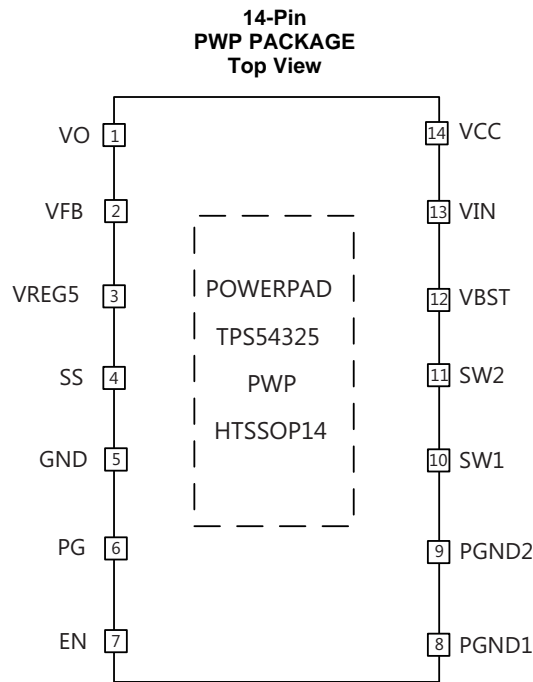 14-Pin
PWP PACKAGE
Top View
VO 1
VFB 2
VREG5 3
SS 4
GND 5
PG 6
EN 7
POWERPAD
TPS54325
PWP
HTSSOP14
14 VCC
13 VIN
12 VBST
11 SW2
10 SW1
9 PGND2
8 PGND1